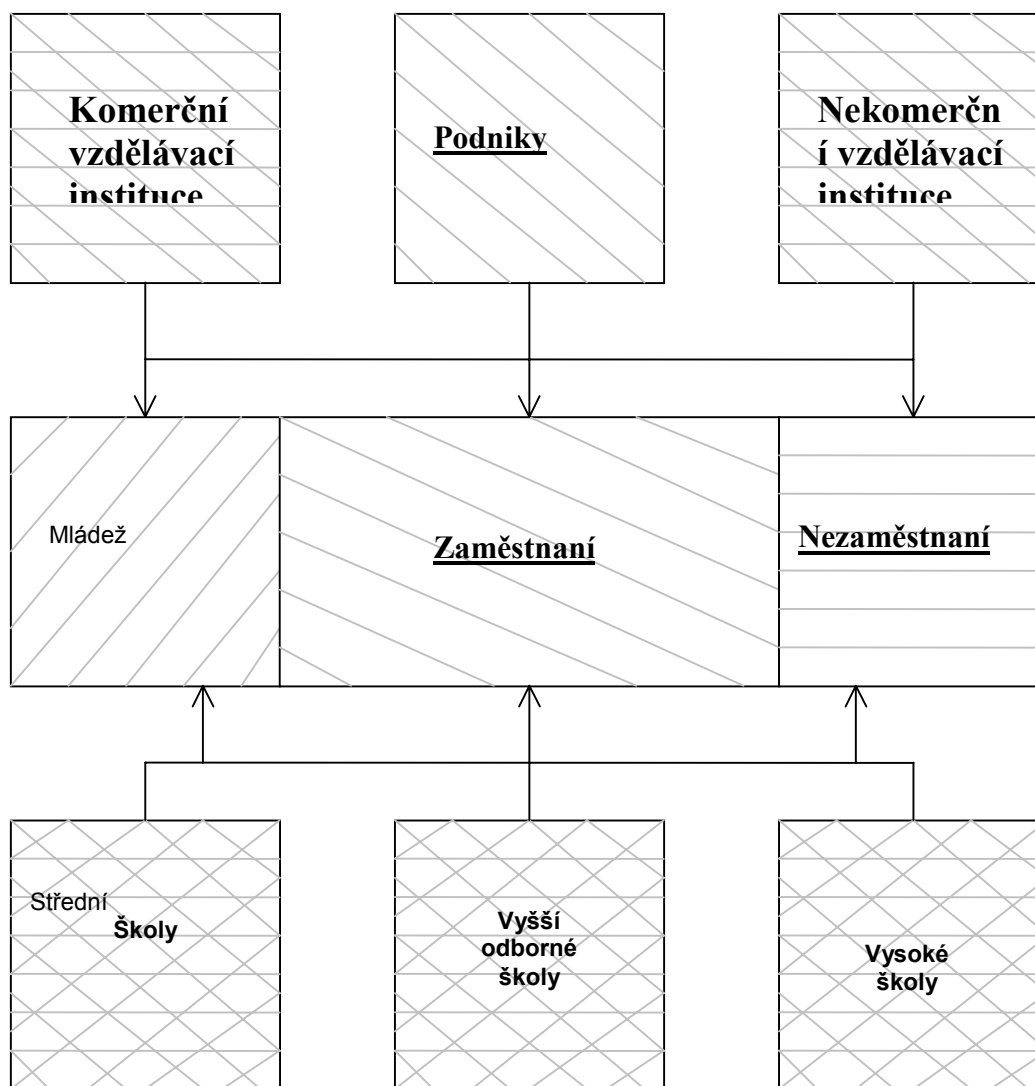 Komerční
vzdělávací
instituce
Podniky
Nekomerčn
í vzdělávací
instituce
Mládež
Zaměstnaní
Nezaměstnaní
Střední
Školy
Vyšší
odborné
školy
Vysoké
školy